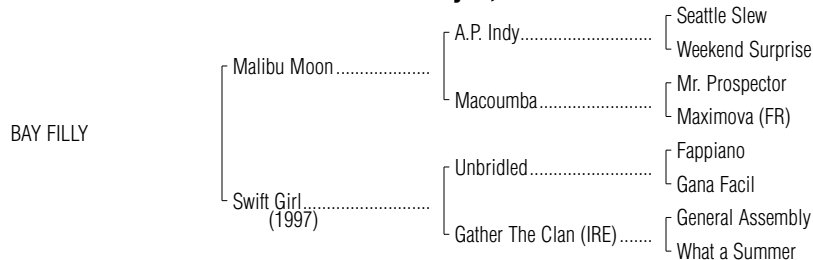 Seattle Slew
A.P. Indy
Weekend Surprise
Malibu Moon
Mr. Prospector
Macoumba
Maximova (FR)
BAY FILLY
Fappiano
Unbridled
Gana Facil
Swift Girl
(1997)
General Assembly
Gather The Clan (IRE)
What a Summer